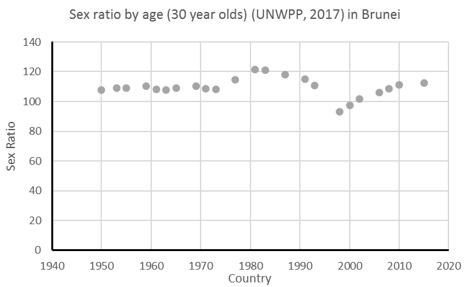 Sex ratio by age (30 year olds) (UNWPP, 2017) in Brunei
140
120
100
80
60
40
20
0
Sex Ratio
1940 1950 1960 1970 1980 1990 2000 2010 2020
Country